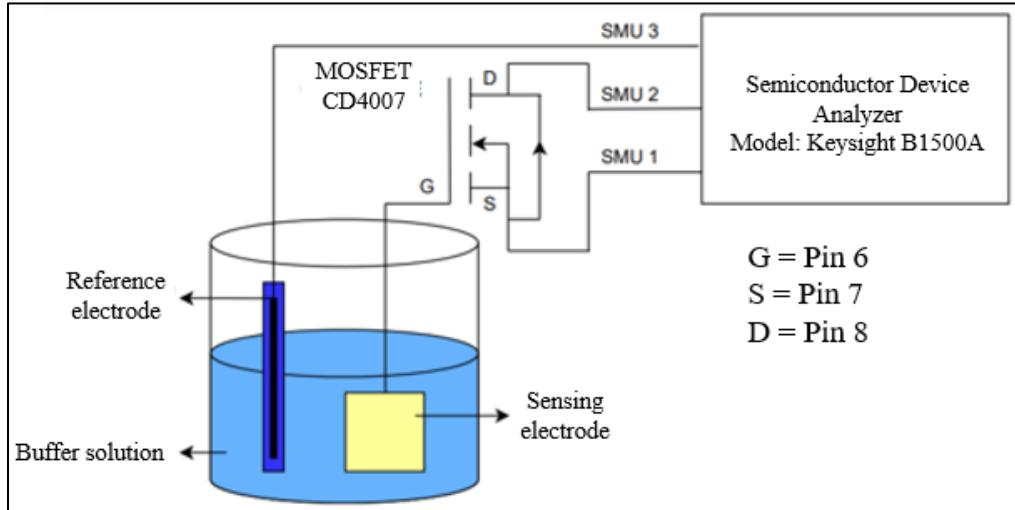 SMU 3
MOSFET
CD4007
D
SMU 2
Semiconductor Device
Analyzer
Model: Keysight B1500A
SMU 1
G
S
G = Pin 6
S = Pin 7
D = Pin 8
Reference
electrode
Sensing
electrode
Buffer solution